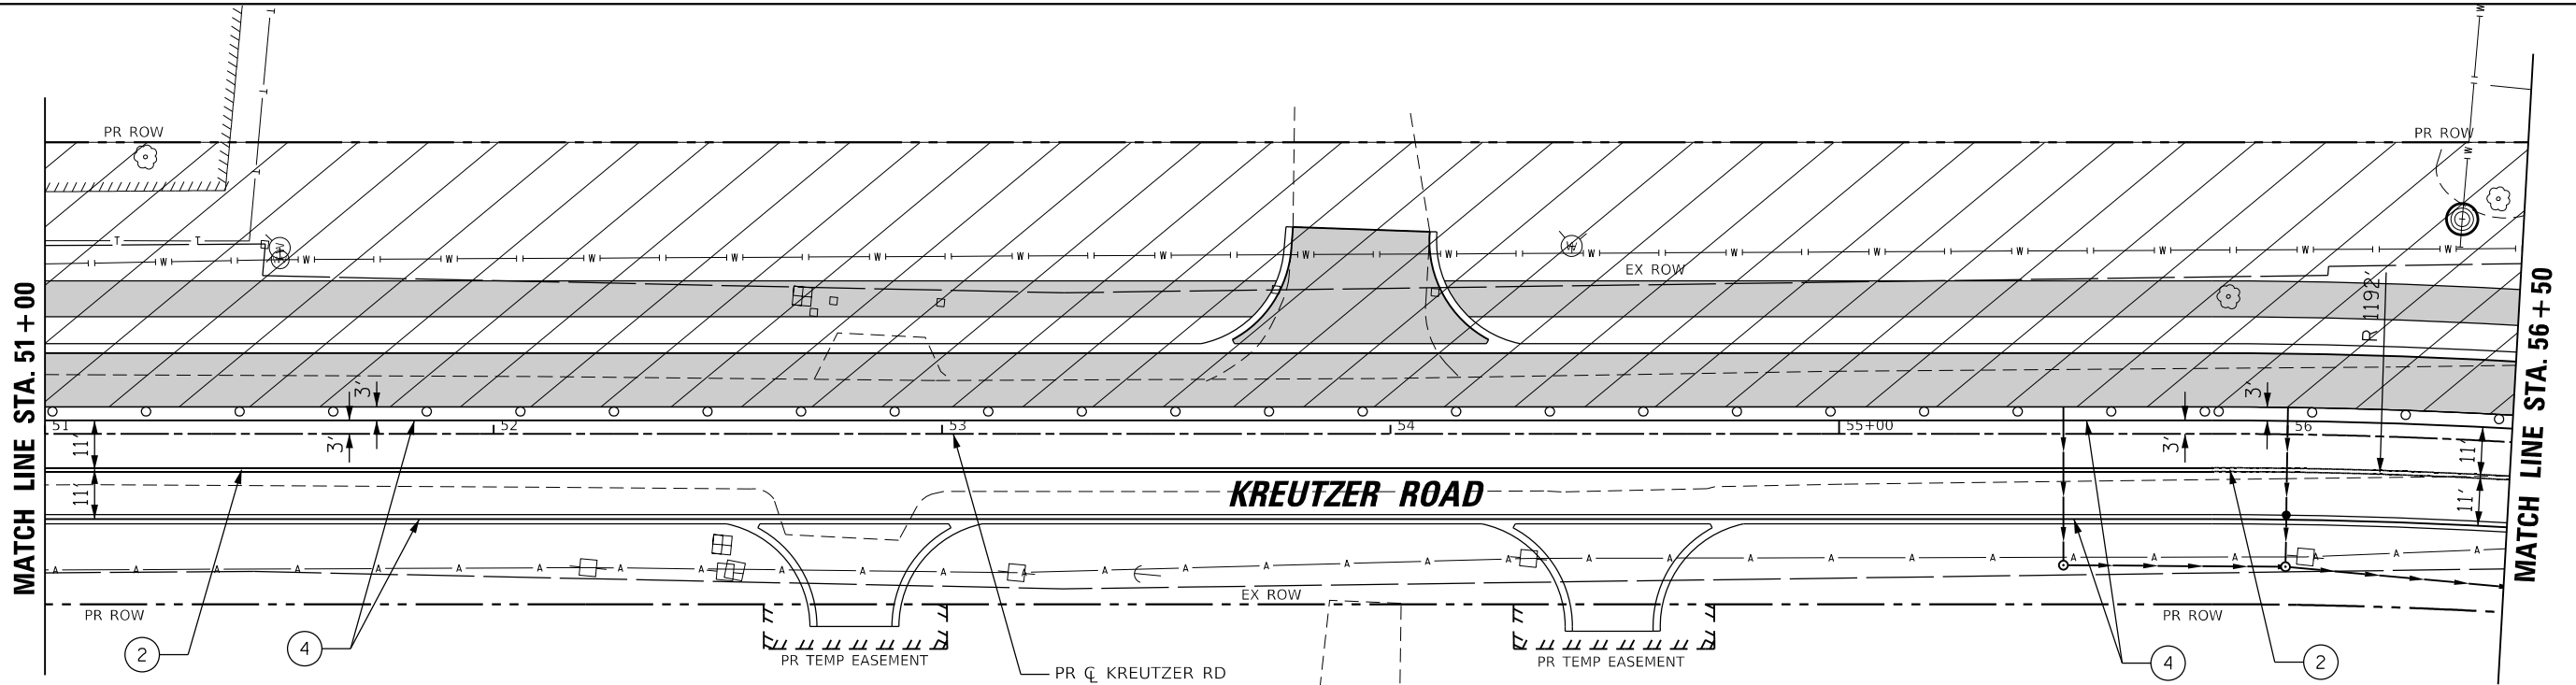 PR ROW
PR ROW
T
T
T
T
T
T
W
W
W
EX ROW
W W W W W W W W W W W W W W W W
MATCH LINE STA. 51+00
MATCH LINE STA. 56+50
R 1192'
3'
3'
3'
3'
51
52
53
54
55+00
56
11'
11'
11'
11'
KREUTZER ROAD
A A A A A A A A A A A A A A A A A A A A A A A A A A A A A A A
EX ROW
PR ROW
PR ROW
2
4
PR TEMP EASEMENT
PR TEMP EASEMENT
PR ℄ KREUTZER RD
4
2